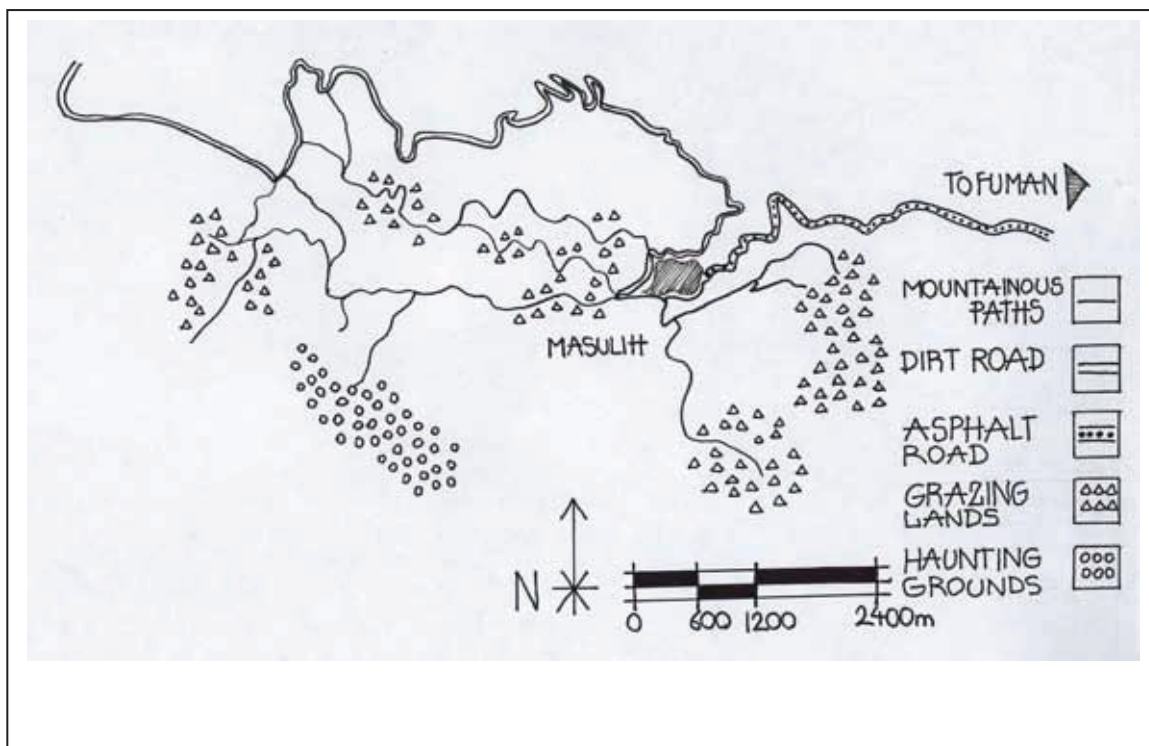 TO FUMAN
MASULIH
MOUNTAINOUS
PATHS
DIRT ROAD
ASPHALT
ROAD
GRAZING
LANDS
HAUNTING
GROUNDS
N
0 600 1200 2400m